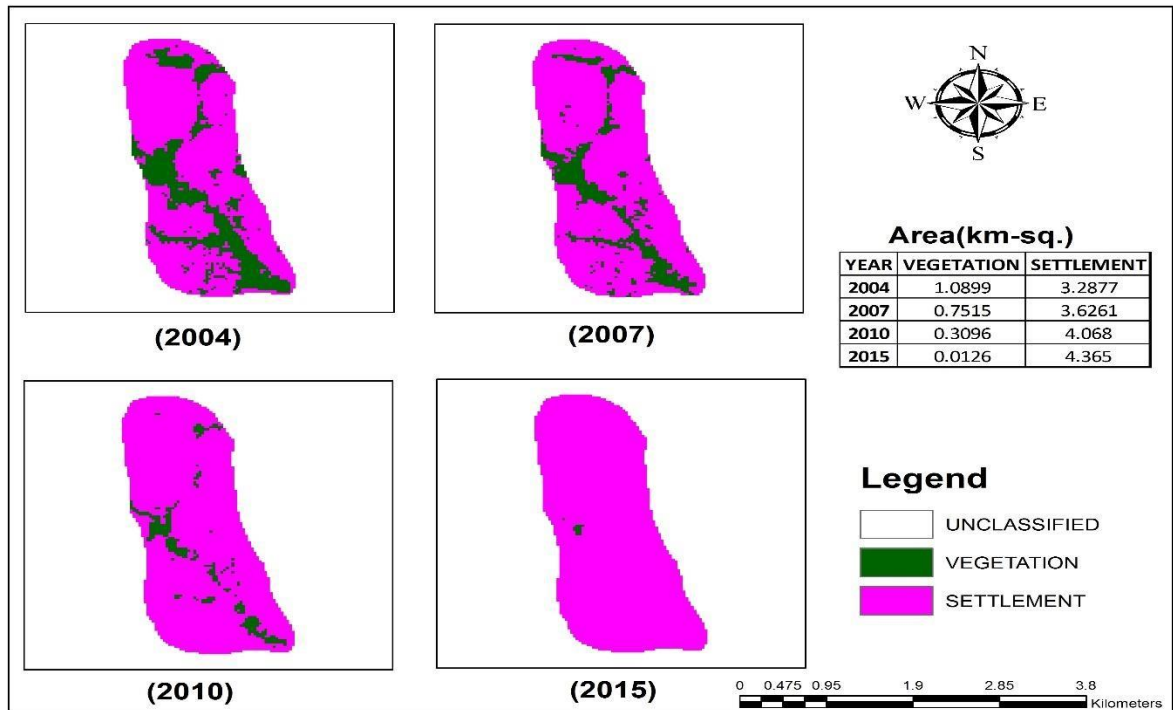 N
W E
S
Area(km-sq.)
YEAR VEGETATION SETTLEMENT
2004 1.0899 3.2877
2007 0.7515 3.6261
2010 0.3096 4.068
2015 0.0126 4.365
(2004)
(2007)
Legend
UNCLASSIFIED
VEGETATION
SETTLEMENT
(2010)
(2015)
0 0.475 0.95 1.9 2.85 3.8
Kilometers